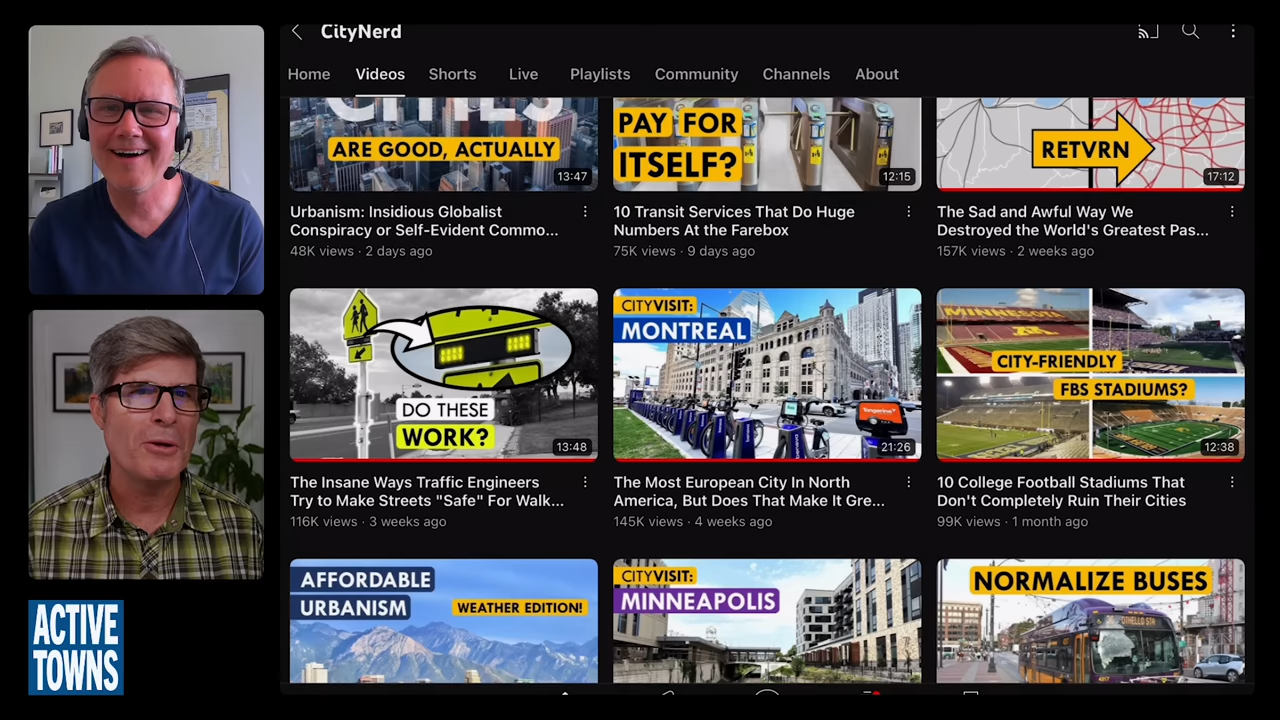 CityNerd
Home
Videos
Shorts
Live
Playlists
Community
Channels
About
CITIES
ARE GOOD, ACTUALLY
13:47
PAY FOR
ITSELF?
12:15
RETVRN
17:12
Urbanism: Insidious Globalist
Conspiracy or Self-Evident Commo...
48K views · 2 days ago
10 Transit Services That Do Huge
Numbers At the Farebox
75K views · 9 days ago
The Sad and Awful Way We
Destroyed the World's Greatest Pas...
157K views · 2 weeks ago
DO THESE
WORK?
13:48
CITYVISIT:
MONTREAL
Tangerine
21:26
MINNESOTA
CITY-FRIENDLY
FBS STADIUMS?
12:38
The Insane Ways Traffic Engineers
Try to Make Streets "Safe" For Walk...
116K views · 3 weeks ago
The Most European City In North
America, But Does That Make It Gre...
145K views · 4 weeks ago
10 College Football Stadiums That
Don't Completely Ruin Their Cities
99K views · 1 month ago
AFFORDABLE
URBANISM
WEATHER EDITION!
CITYVISIT:
MINNEAPOLIS
NORMALIZE BUSES
OTHELLO STA
ACTIVE
TOWNS